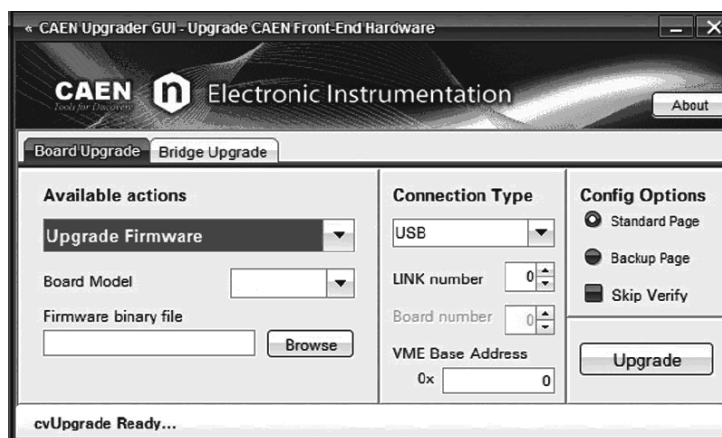 « CAEN Upgrader GUI - Upgrade CAEN Front-End Hardware
CAEN n Electronic Instrumentation
Tools for Discovery
About
Board Upgrade Bridge Upgrade
Available actions
Upgrade Firmware
Board Model
Firmware binary file
Browse
Connection Type
USB
LINK number 0
Board number 0
VME Base Address
0x 0
Config Options
Standard Page
Backup Page
Skip Verify
Upgrade
cvUpgrade Ready...